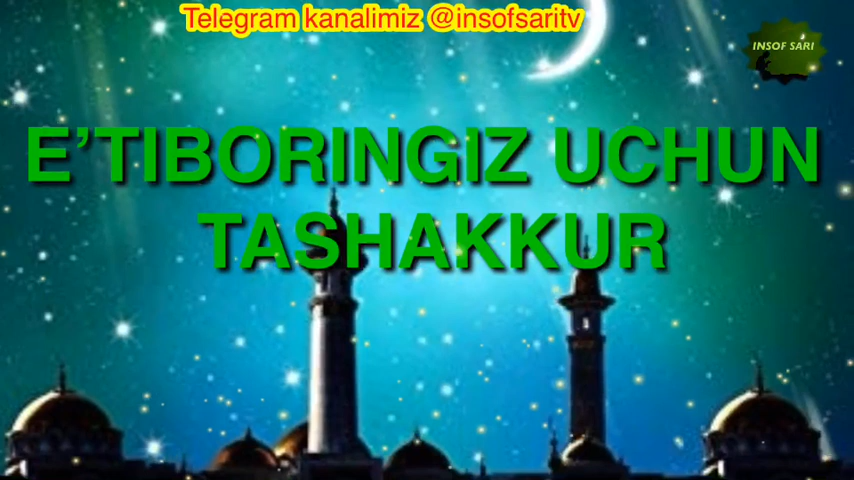 Telegram kanalimiz @insofsaritv
INSOF SARI
E’TIBORINGIZ UCHUN
TASHAKKUR